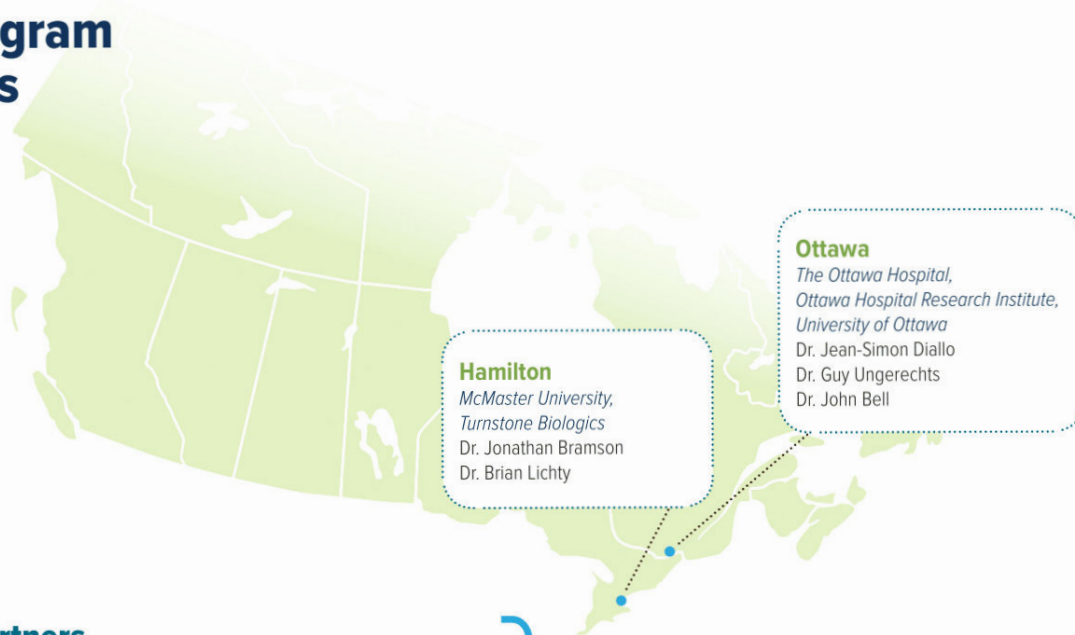 gram
s
Ottawa
The Ottawa Hospital,
Ottawa Hospital Research Institute,
University of Ottawa
Dr. Jean-Simon Diallo
Dr. Guy Ungerechts
Dr. John Bell
Hamilton
McMaster University,
Turnstone Biologics
Dr. Jonathan Bramson
Dr. Brian Lichty